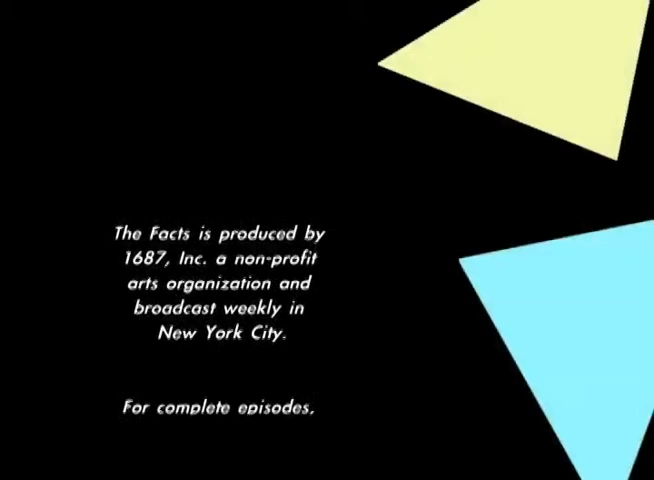 The Facts is produced by
1687, Inc. a non-profit
arts organization and
broadcast weekly in
New York City.
For complete episodes,